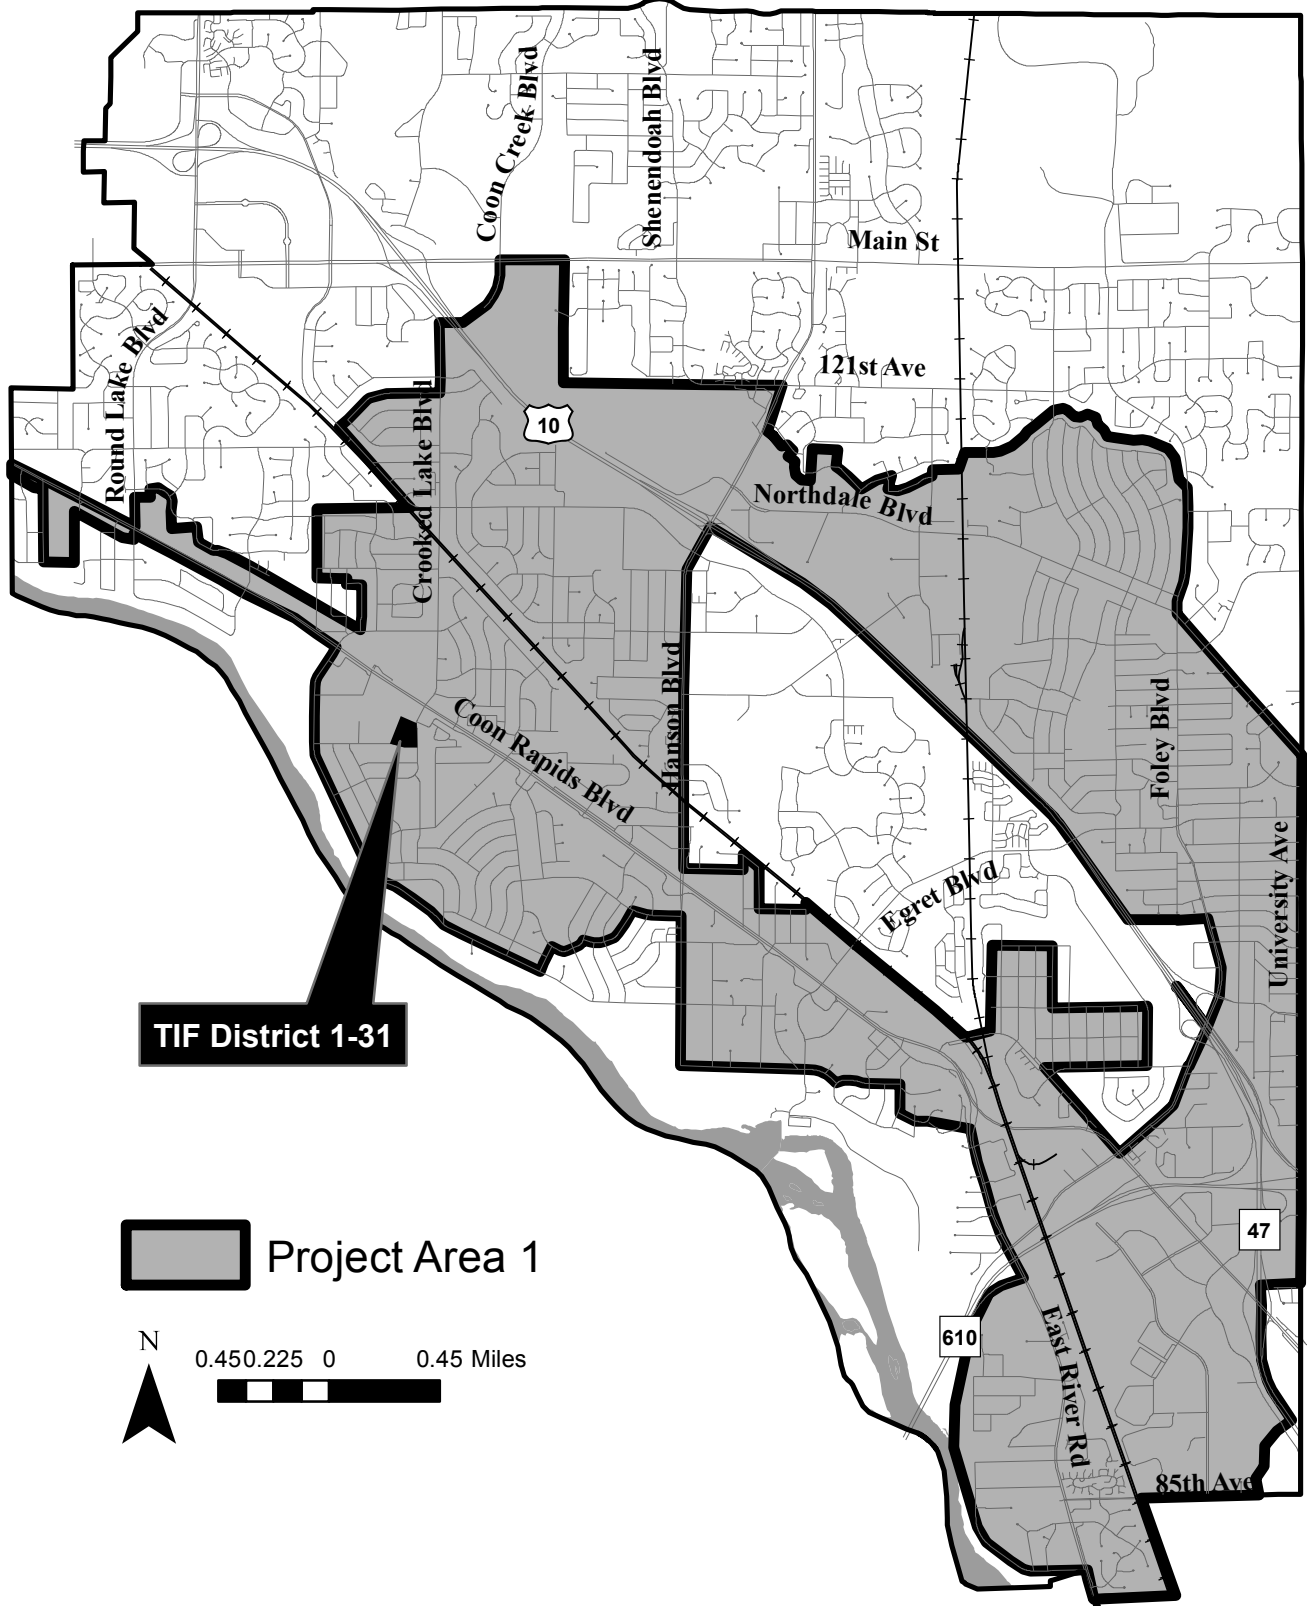 Coon Creek Blvd
Shenendoah Blvd
Main St
Round Lake Blvd
121st Ave
Crooked Lake Blvd
10
Northdale Blvd
Hanson Blvd
Foley Blvd
Coon Rapids Blvd
University Ave
Egret Blvd
TIF District 1-31
Project Area 1
47
N
0.45 0.225 0 0.45 Miles
610
East River Rd
85th Ave